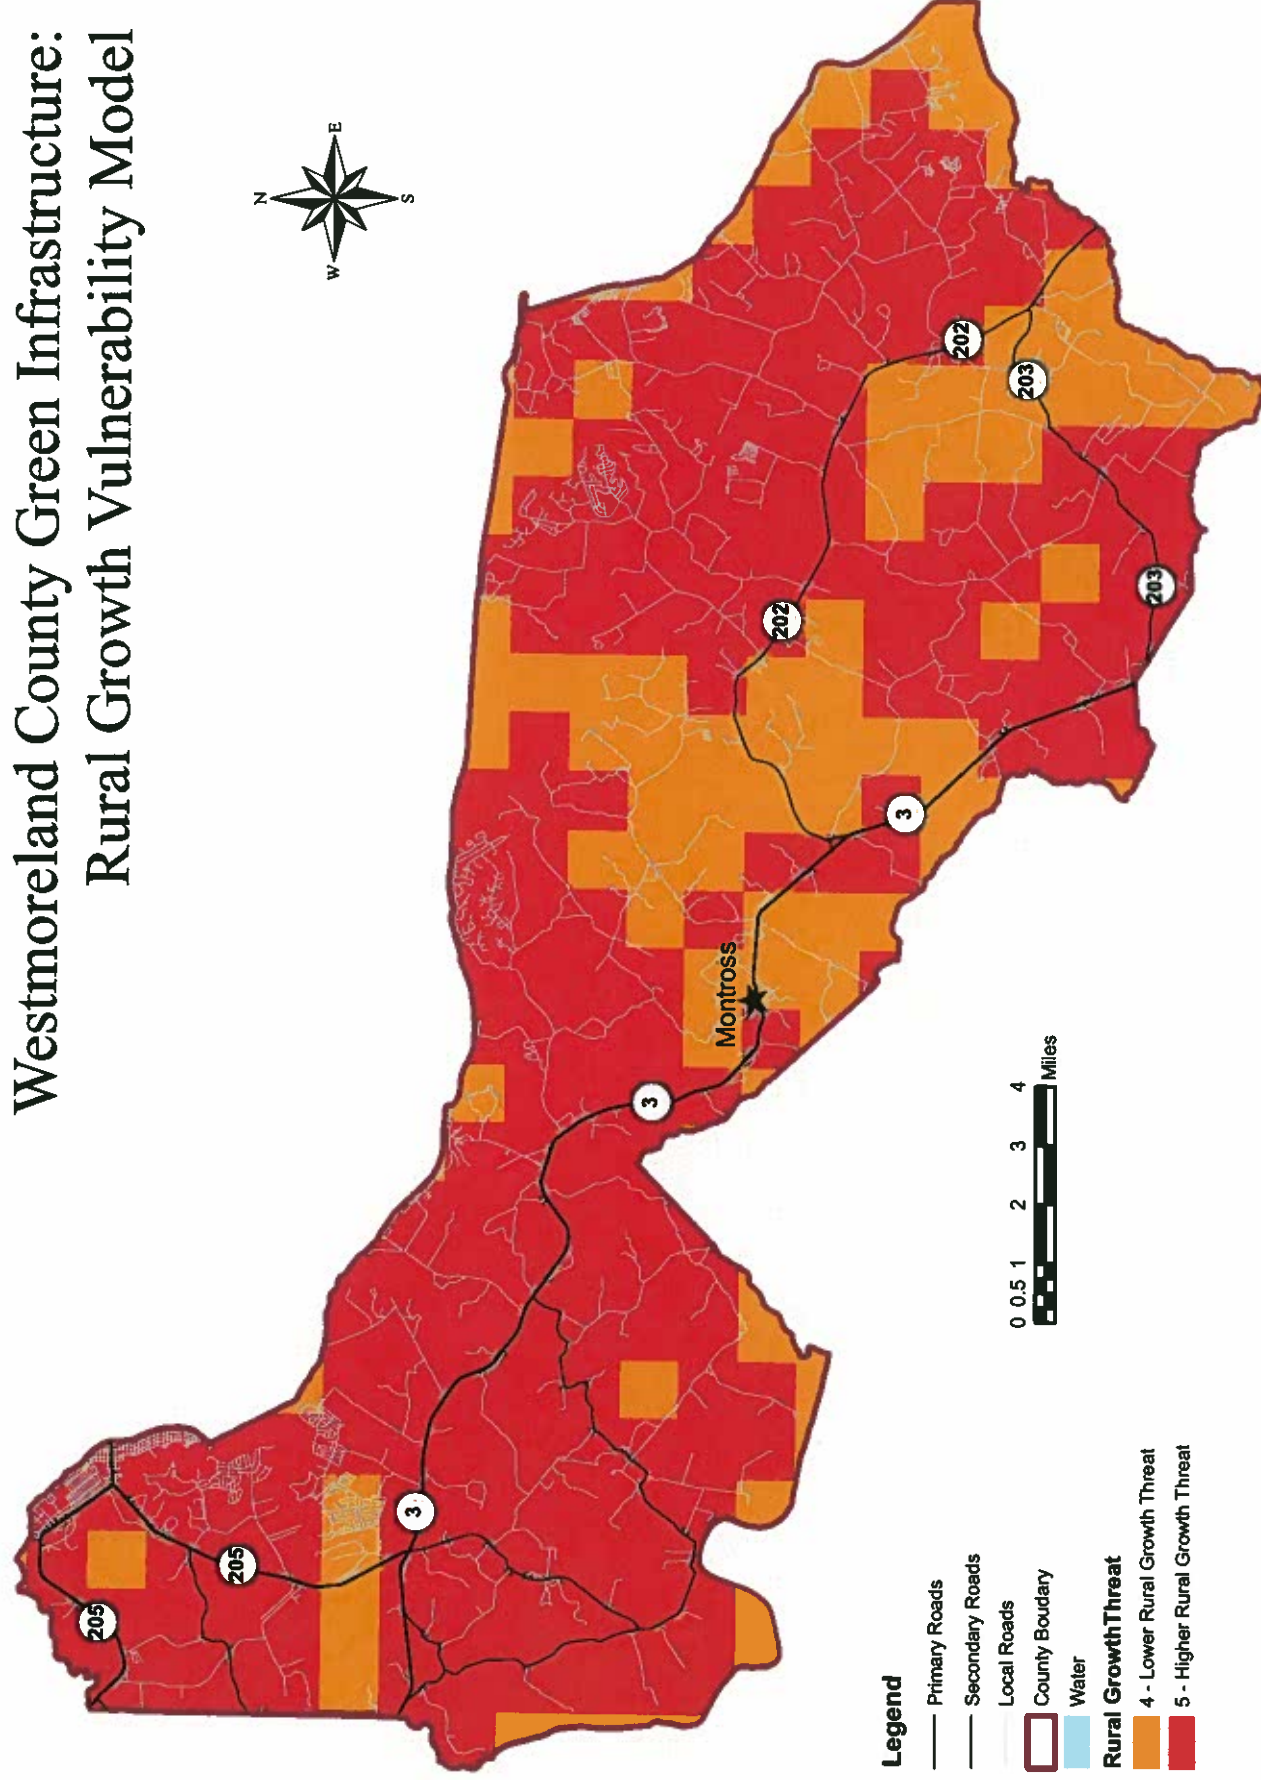 Westmoreland County Green Infrastructure:
Rural Growth Vulnerability Model
N
W
E
S
205
205
3
3
Montross
3
202
202
203
203
0 0.5 1 2 3 4
Miles
Legend
Primary Roads
Secondary Roads
Local Roads
County Boudary
Water
Rural GrowthThreat
4 - Lower Rural Growth Threat
5 - Higher Rural Growth Threat